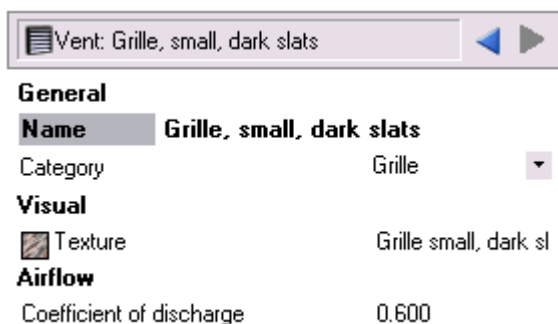 Vent: Grille, small, dark slats
General
Name Grille, small, dark slats
Category Grille
Visual
Texture Grille small, dark sl
Airflow
Coefficient of discharge 0.600